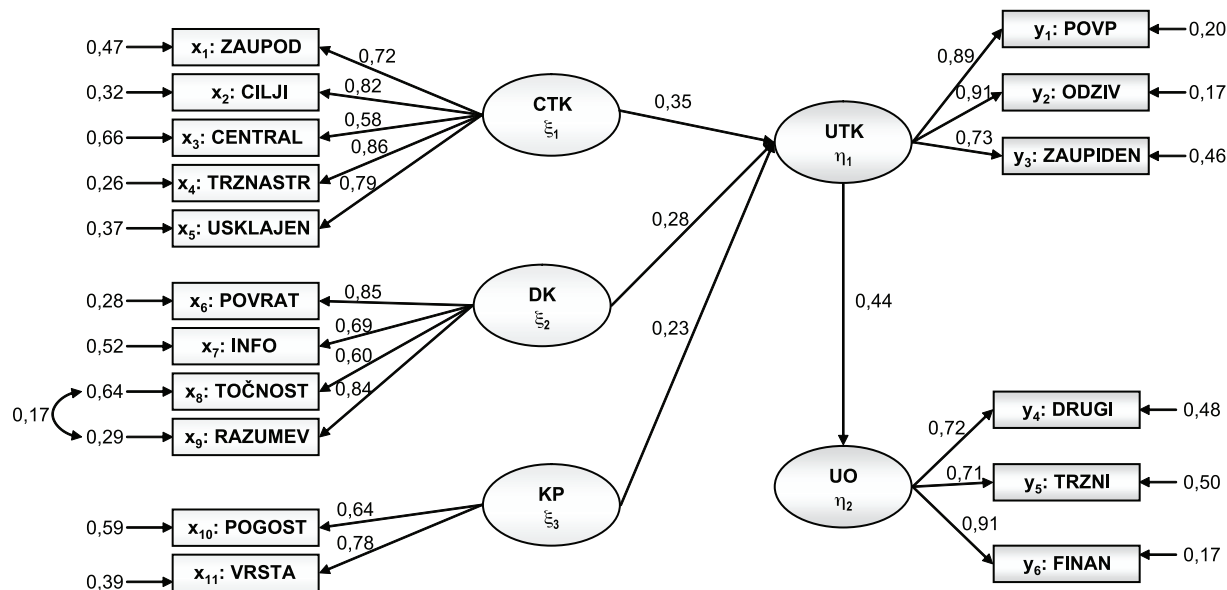 0,47
x₁: ZAUPOD
0,72
0,32
x₂: CILJI
0,82
0,66
x₃: CENTRAL
0,58
0,26
x₄: TRZNASTR
0,86
0,37
x₅: USKLAJEN
0,79
CTK
ξ₁
0,35
0,28
x₆: POVRAT
0,85
0,52
x₇: INFO
0,69
0,64
x₈: TOČNOST
0,60
0,17
0,29
x₉: RAZUMEV
0,84
DK
ξ₂
0,28
0,59
x₁₀: POGOST
0,64
0,39
x₁₁: VRSTA
0,78
KP
ξ₃
0,23
UTK
η₁
0,89
y₁: POVP
0,20
0,91
y₂: ODZIV
0,17
0,73
y₃: ZAUPIDEN
0,46
0,44
UO
η₂
0,72
y₄: DRUGI
0,48
0,71
y₅: TRZNI
0,50
0,91
y₆: FINAN
0,17